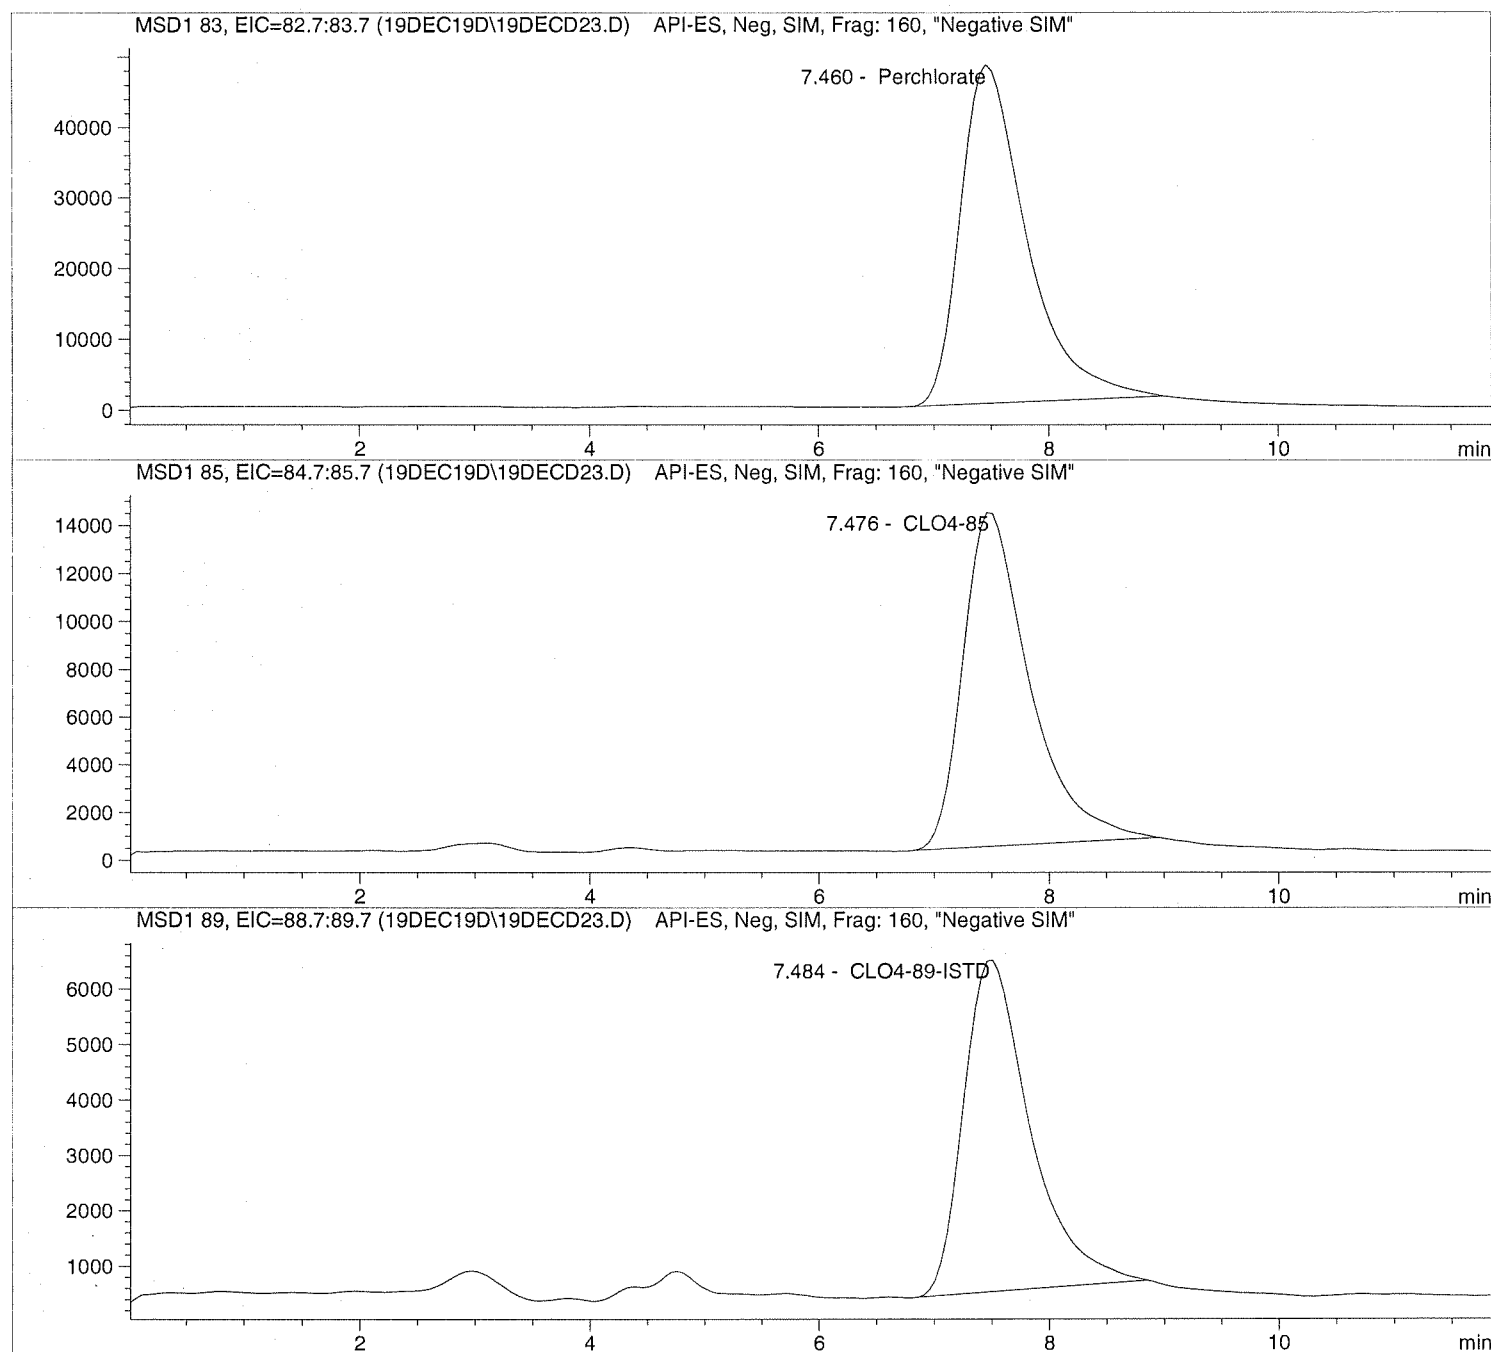 MSD1 83, EIC=82.7:83.7 (19DEC19D\19DECD23.D) API-ES, Neg, SIM, Frag: 160, "Negative SIM"
7.460 - Perchlorate
40000
30000
20000
10000
0
2 4 6 8 10 min
MSD1 85, EIC=84.7:85.7 (19DEC19D\19DECD23.D) API-ES, Neg, SIM, Frag: 160, "Negative SIM"
7.476 - CLO4-85
14000
12000
10000
8000
6000
4000
2000
0
2 4 6 8 10 min
MSD1 89, EIC=88.7:89.7 (19DEC19D\19DECD23.D) API-ES, Neg, SIM, Frag: 160, "Negative SIM"
7.484 - CLO4-89-ISTD
6000
5000
4000
3000
2000
1000
2 4 6 8 10 min